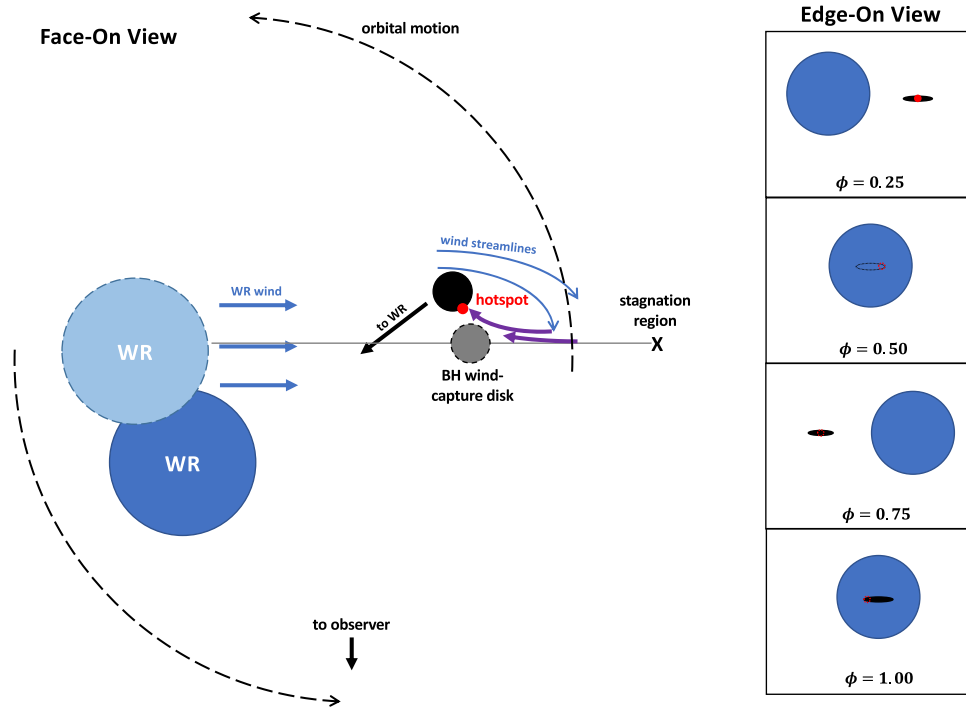 Face-On View
orbital motion
Edge-On View
ϕ = 0.25
wind streamlines
WR wind
hotspot
stagnation
region
to WR
WR
X
BH wind-
capture disk
WR
ϕ = 0.50
ϕ = 0.75
to observer
ϕ = 1.00